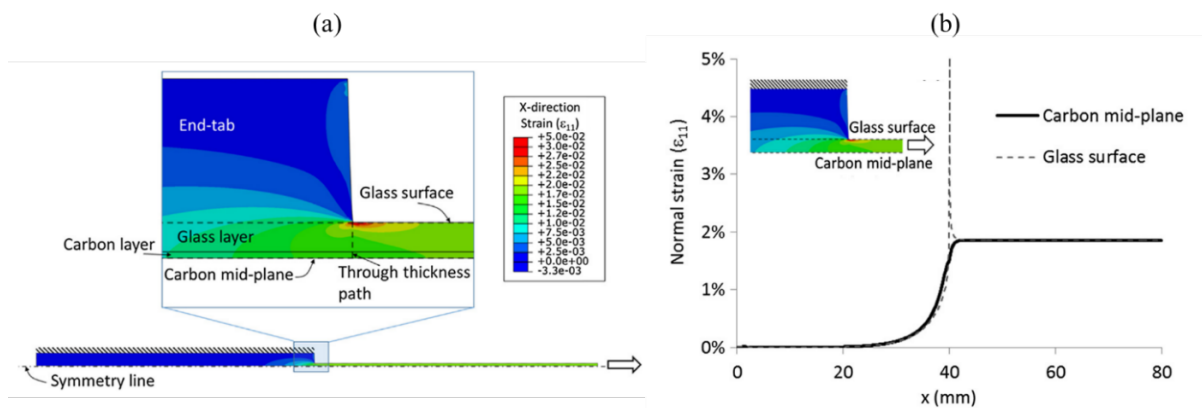 (a)
End-tab
Glass layer
Carbon layer
Carbon mid-plane
Glass surface
Through thickness
path
Symmetry line
X-direction
Strain (ε11)
+5.0e-02
+3.0e-02
+2.7e-02
+2.5e-02
+2.2e-02
+2.0e-02
+1.7e-02
+1.5e-02
+1.2e-02
+1.0e-02
+7.5e-03
+5.0e-03
+2.5e-03
+0.0e+00
-3.3e-03
(b)
Normal strain (ε11)
5%
4%
3%
2%
1%
0%
0
20
40
60
80
x (mm)
Glass surface
Carbon mid-plane
Carbon mid-plane
Glass surface